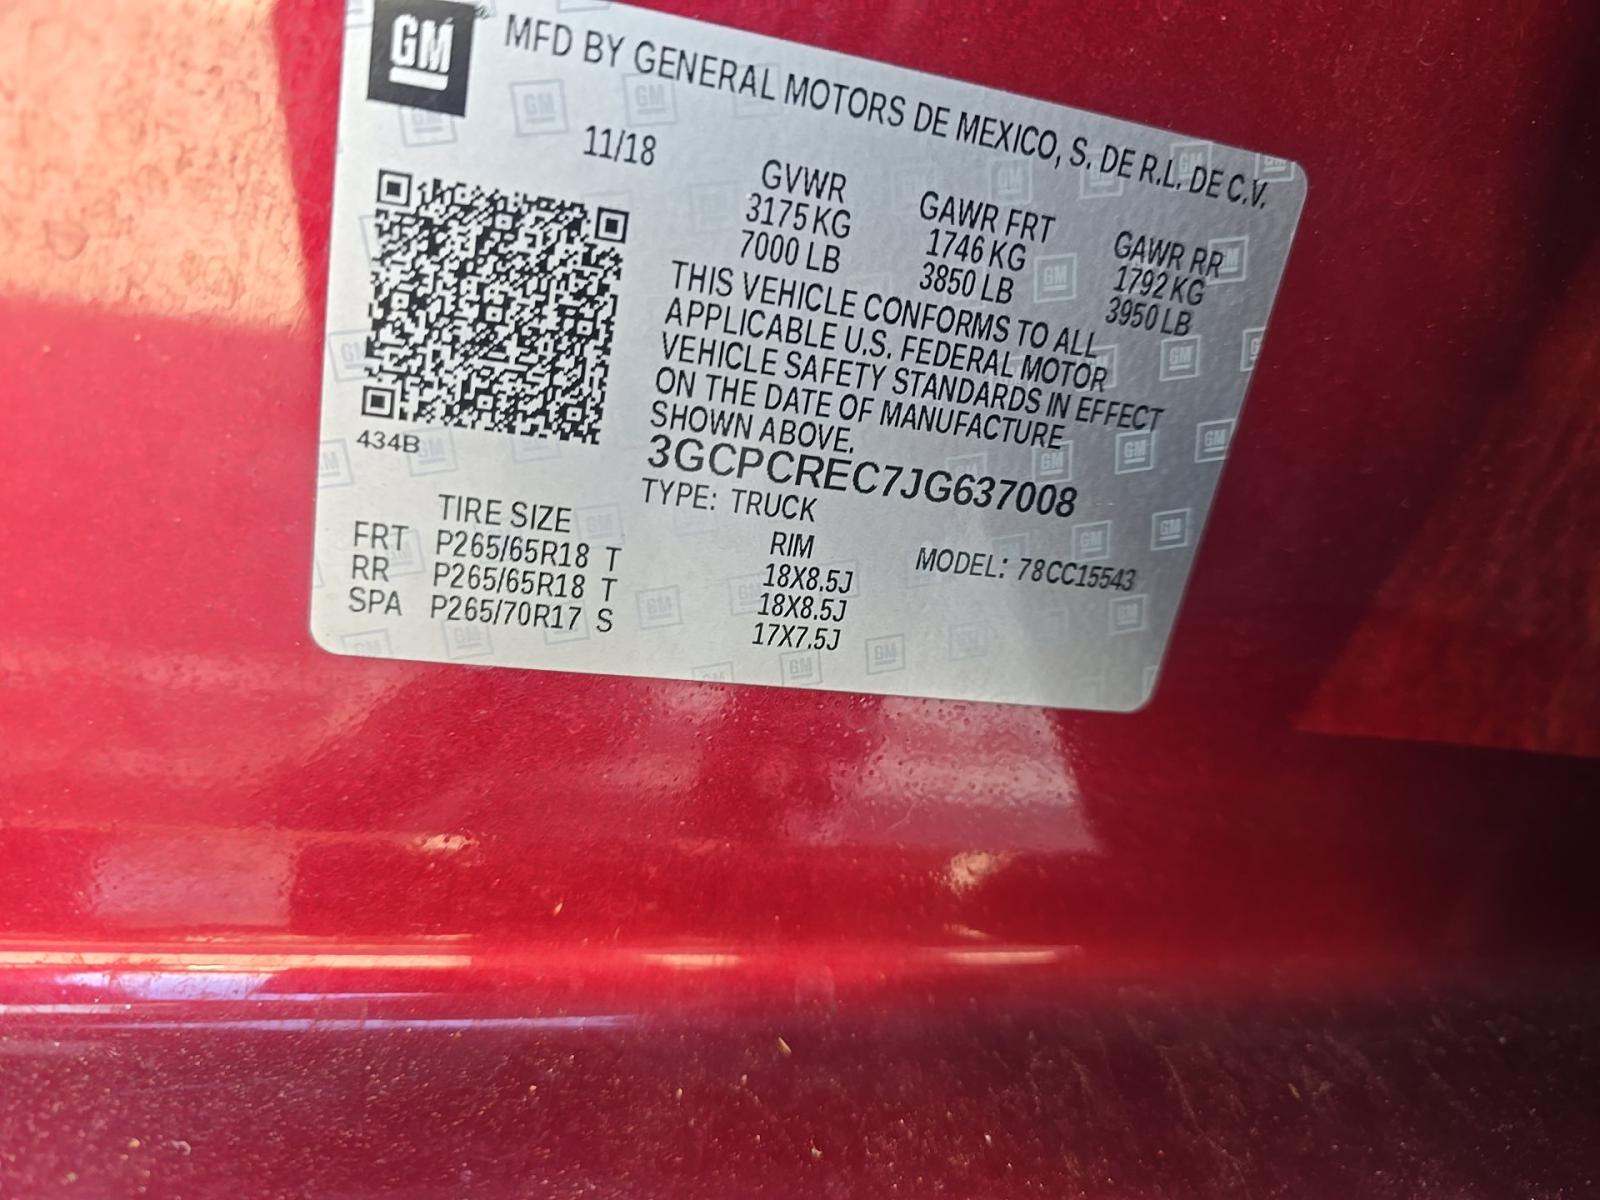 GM
MFD BY GENERAL MOTORS DE MEXICO, S. DE R.L. DE C.V.
11/18
GVWR
3175 KG
7000 LB
GAWR FRT
1746 KG
3850 LB
GAWR RR
1792 KG
3950 LB
THIS VEHICLE CONFORMS TO ALL
APPLICABLE U.S. FEDERAL MOTOR
VEHICLE SAFETY STANDARDS IN EFFECT
ON THE DATE OF MANUFACTURE
SHOWN ABOVE.
3GCPCREC7JG637008
TYPE: TRUCK
MODEL: 78CC15543
434B
TIRE SIZE RIM
FRT P265/65R18 T 18X8.5J
RR P265/65R18 T 18X8.5J
SPA P265/70R17 S 17X7.5J